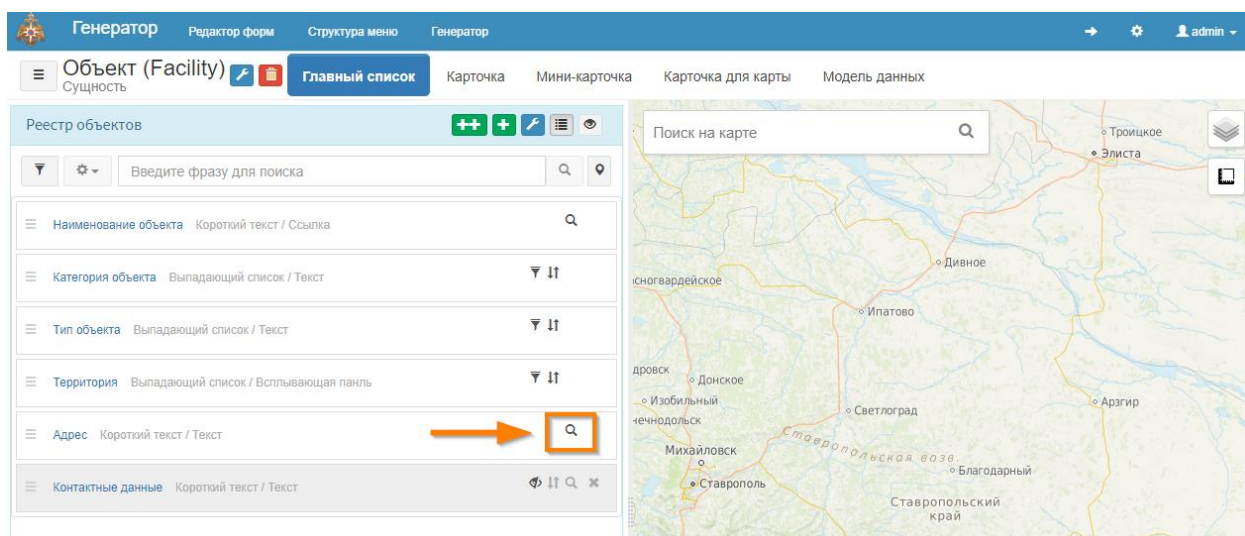 Генератор Редактор форм Структура меню Генератор admin
Объект (Facility) Главный список Карточка Мини-карточка Карточка для карты Модель данных
Сущность
Реестр объектов
Поиск на карте
Введите фразу для поиска
Наименование объекта Короткий текст / Ссылка
Категория объекта Выпадающий список / Текст
Тип объекта Выпадающий список / Текст
Территория Выпадающий список / Всплывающая панль
Адрес Короткий текст / Текст
Контактные данные Короткий текст / Текст
Троицкое
Элиста
Дивное
сногвардейское
Ипатово
дровск
Донское
Изобильный
Светлоград
Арзгир
нечнодольск
Михайловск
Ставропольская возв.
Благодарный
Ставрополь
Ставропольский
край